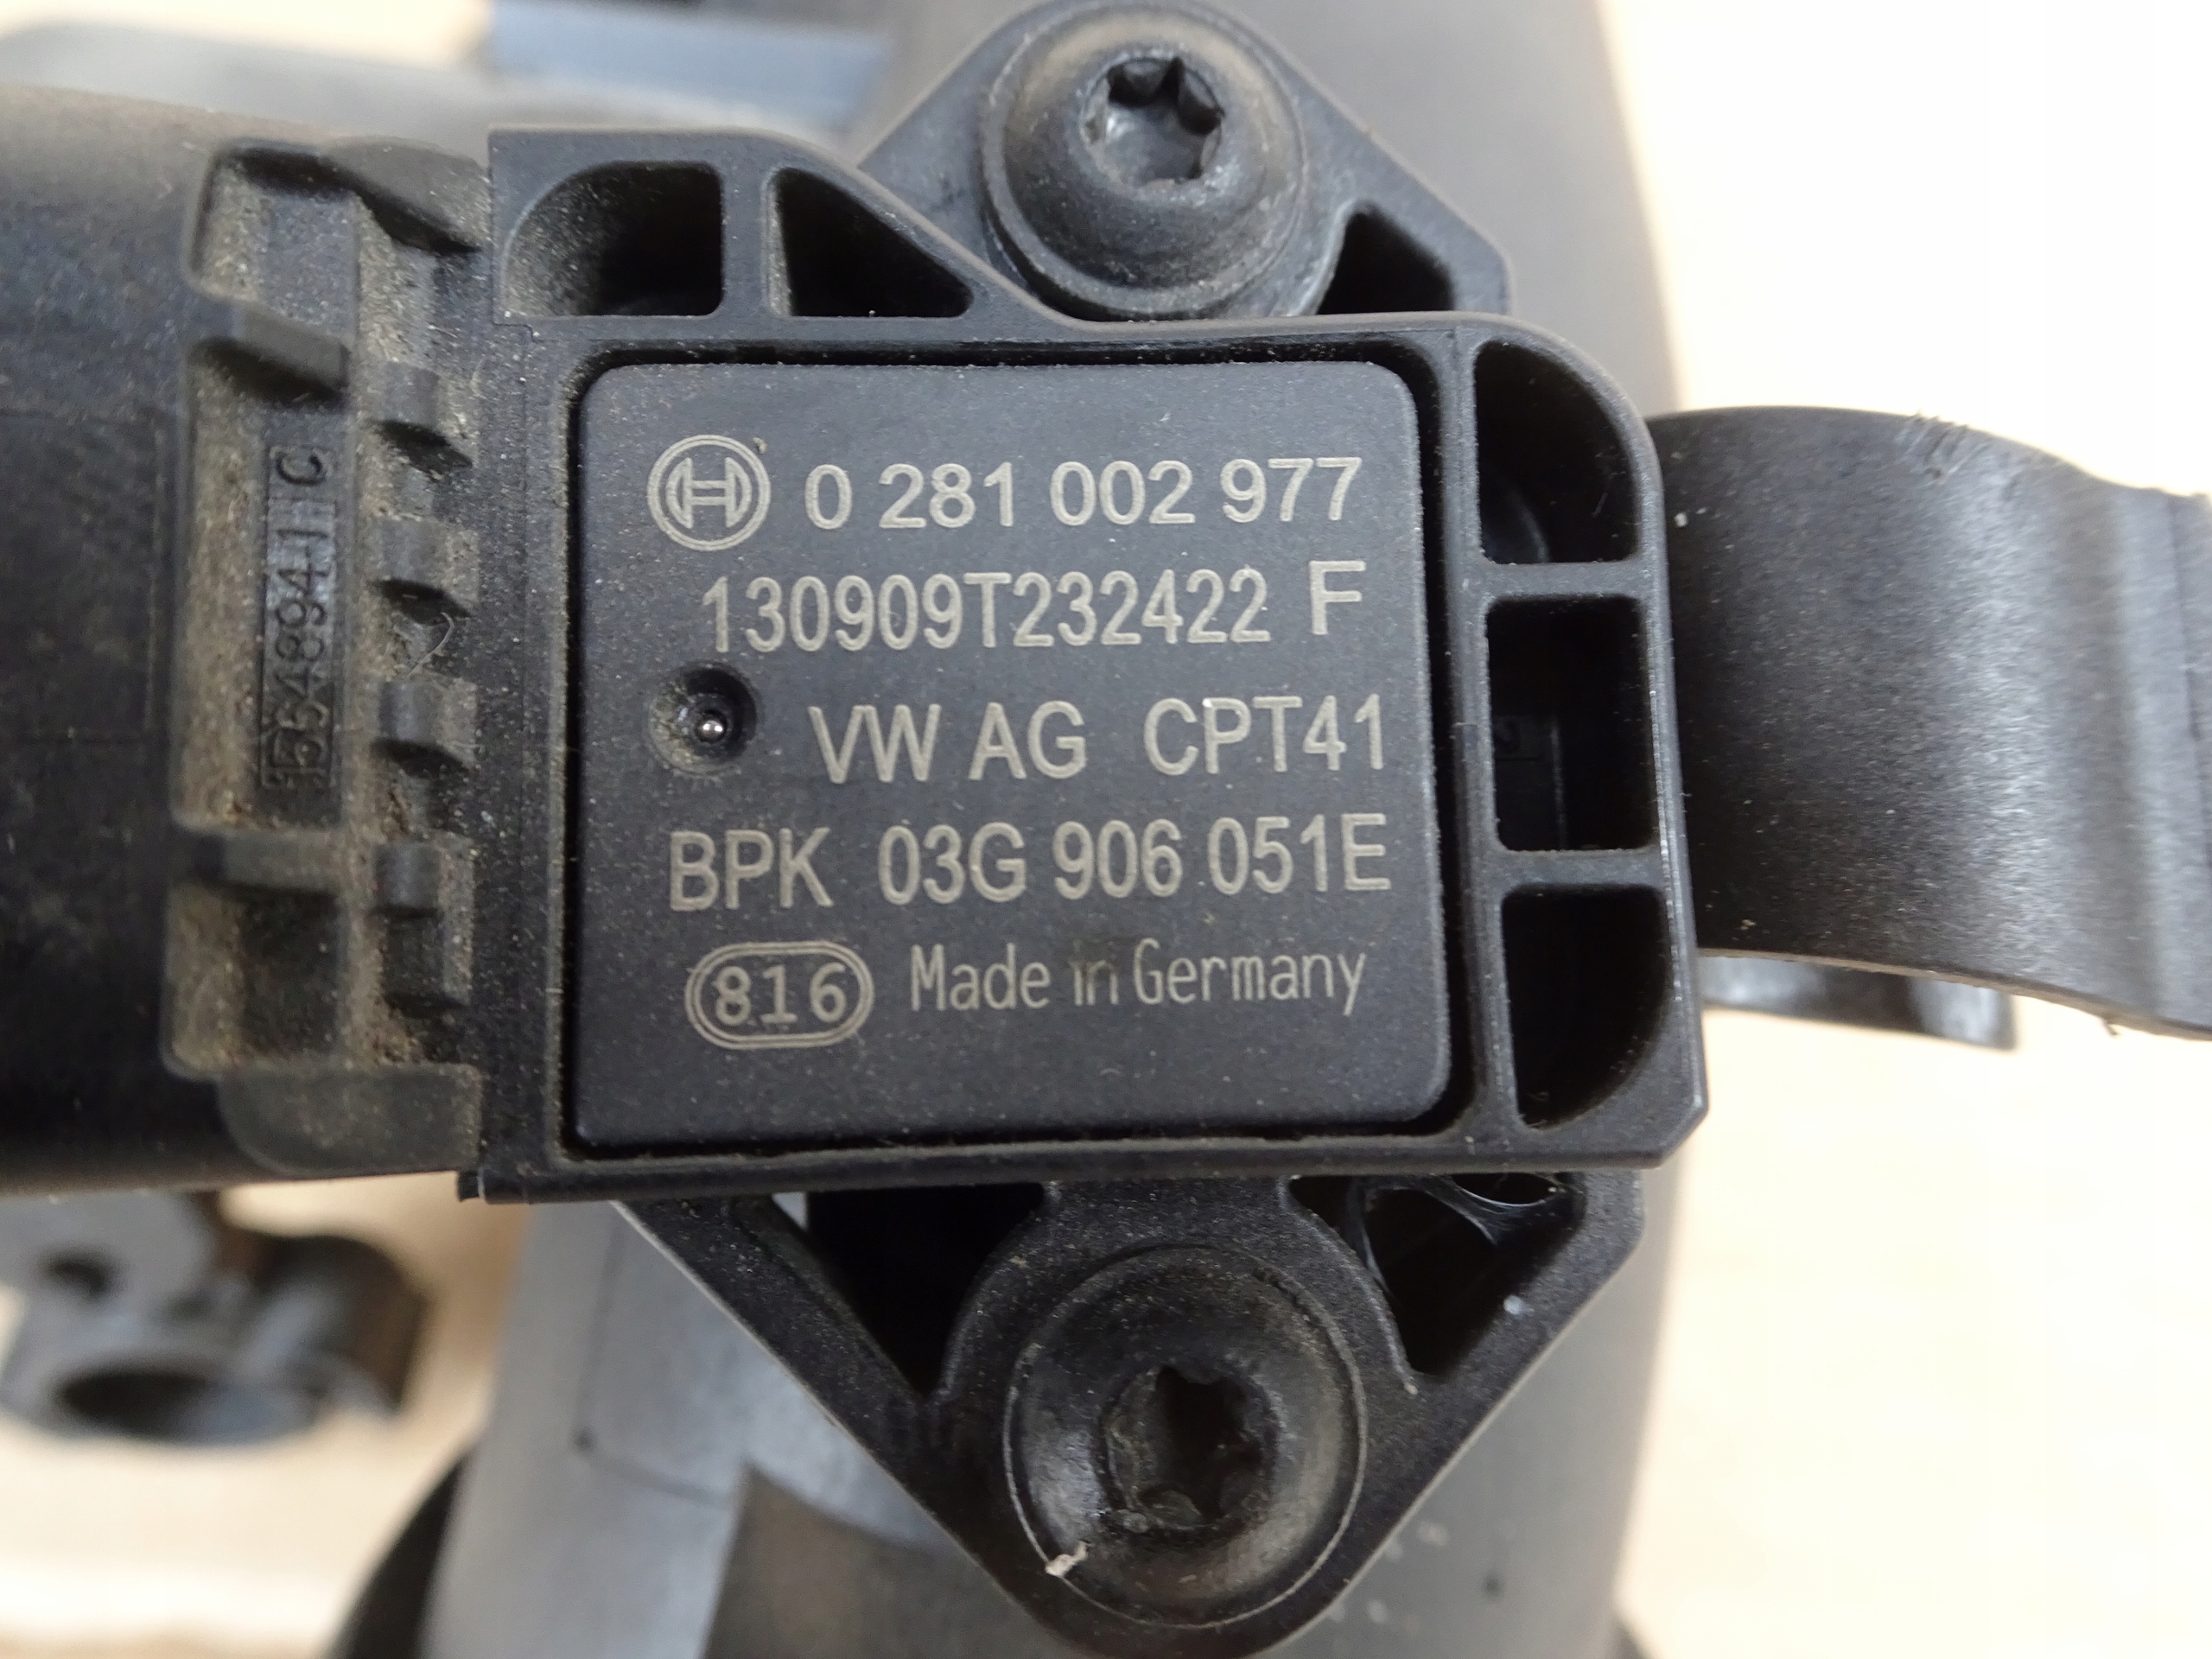 0 281 002 977
130909T232422 F
VW AG CPT41
BPK 03G 906 051E
816 Made in Germany